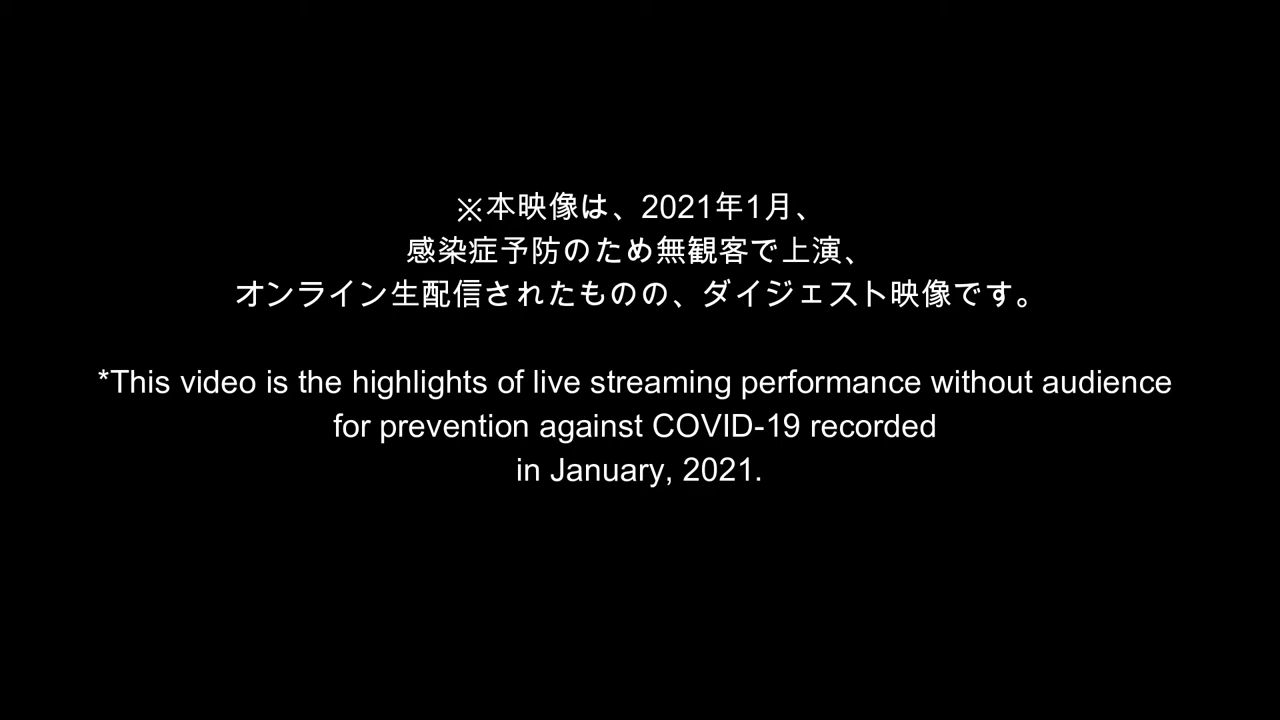 ※本映像は、2021年1月、
感染症予防のため無観客で上演、
オンライン生配信されたものの、ダイジェスト映像です。
*This video is the highlights of live streaming performance without audience
for prevention against COVID-19 recorded
in January, 2021.